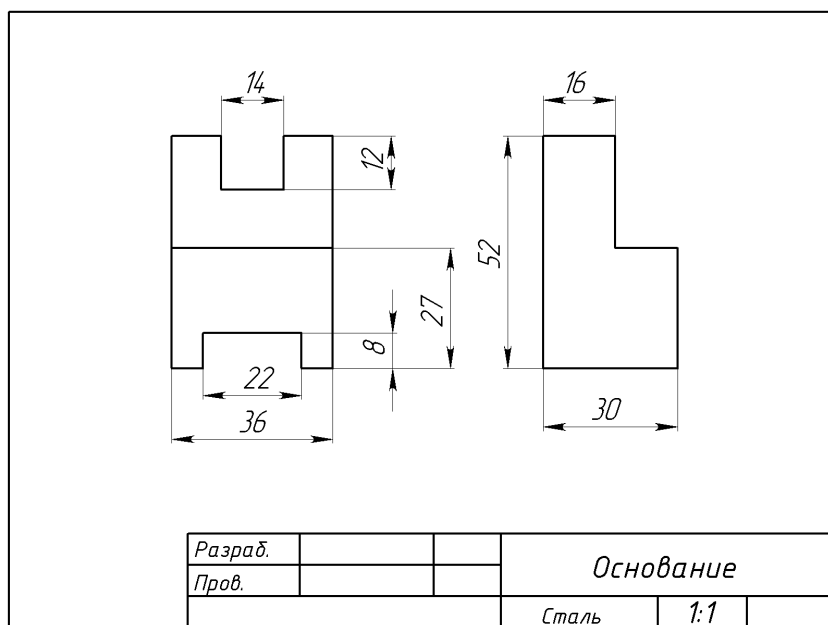 14
16
12
52
27
8
22
36
30
Разраб.
Пров.
Основание
Сталь
1:1